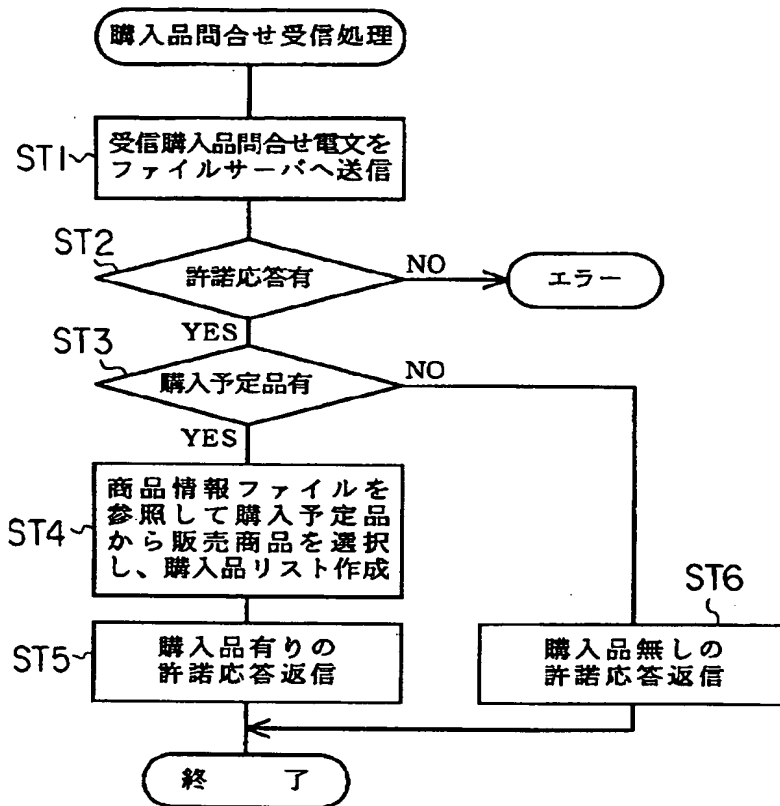 購入品問合せ受信処理
ST1
受信購入品問合せ電文を
ファイルサーバへ送信
ST2
許諾応答有
NO
エラー
YES
ST3
購入予定品有
NO
YES
ST4
商品情報ファイルを
参照して購入予定品
から販売商品を選択
し、購入品リスト作成
ST6
ST5
購入品有りの
許諾応答返信
購入品無しの
許諾応答返信
終 了